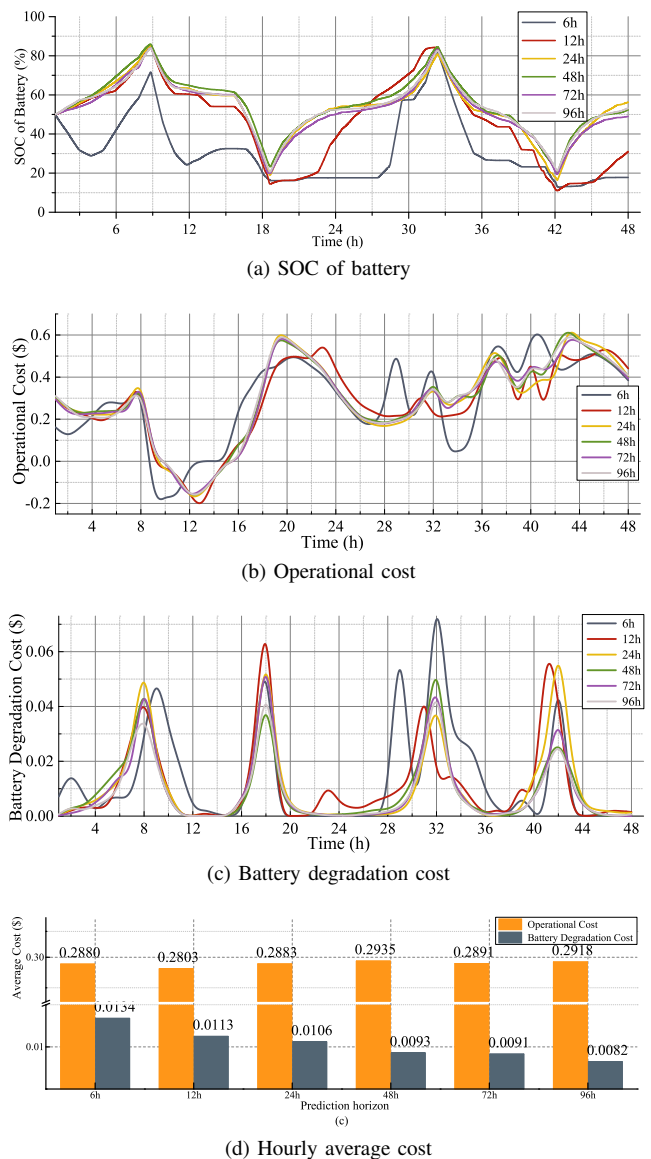 100
80
60
40
20
0
SOC of Battery (%)
6h
12h
24h
48h
72h
96h
6 12 18 24 30 36 42 48
Time (h)
(a) SOC of battery
0.6
0.4
0.2
0.0
-0.2
Operational Cost ($)
6h
12h
24h
48h
72h
96h
4 8 12 16 20 24 28 32 36 40 44 48
Time (h)
(b) Operational cost
0.06
0.04
0.02
0.00
Battery Degradation Cost ($)
6h
12h
24h
48h
72h
96h
4 8 12 16 20 24 28 32 36 40 44 48
Time (h)
(c) Battery degradation cost
Average Cost ($)
Operational Cost
Battery Degradation Cost
0.30
0.2880 0.2803 0.2883 0.2935 0.2891 0.2918
0.0134 0.0113 0.0106 0.0093 0.0091 0.0082
0.01
6h 12h 24h 48h 72h 96h
Prediction horizon
(c)
(d) Hourly average cost